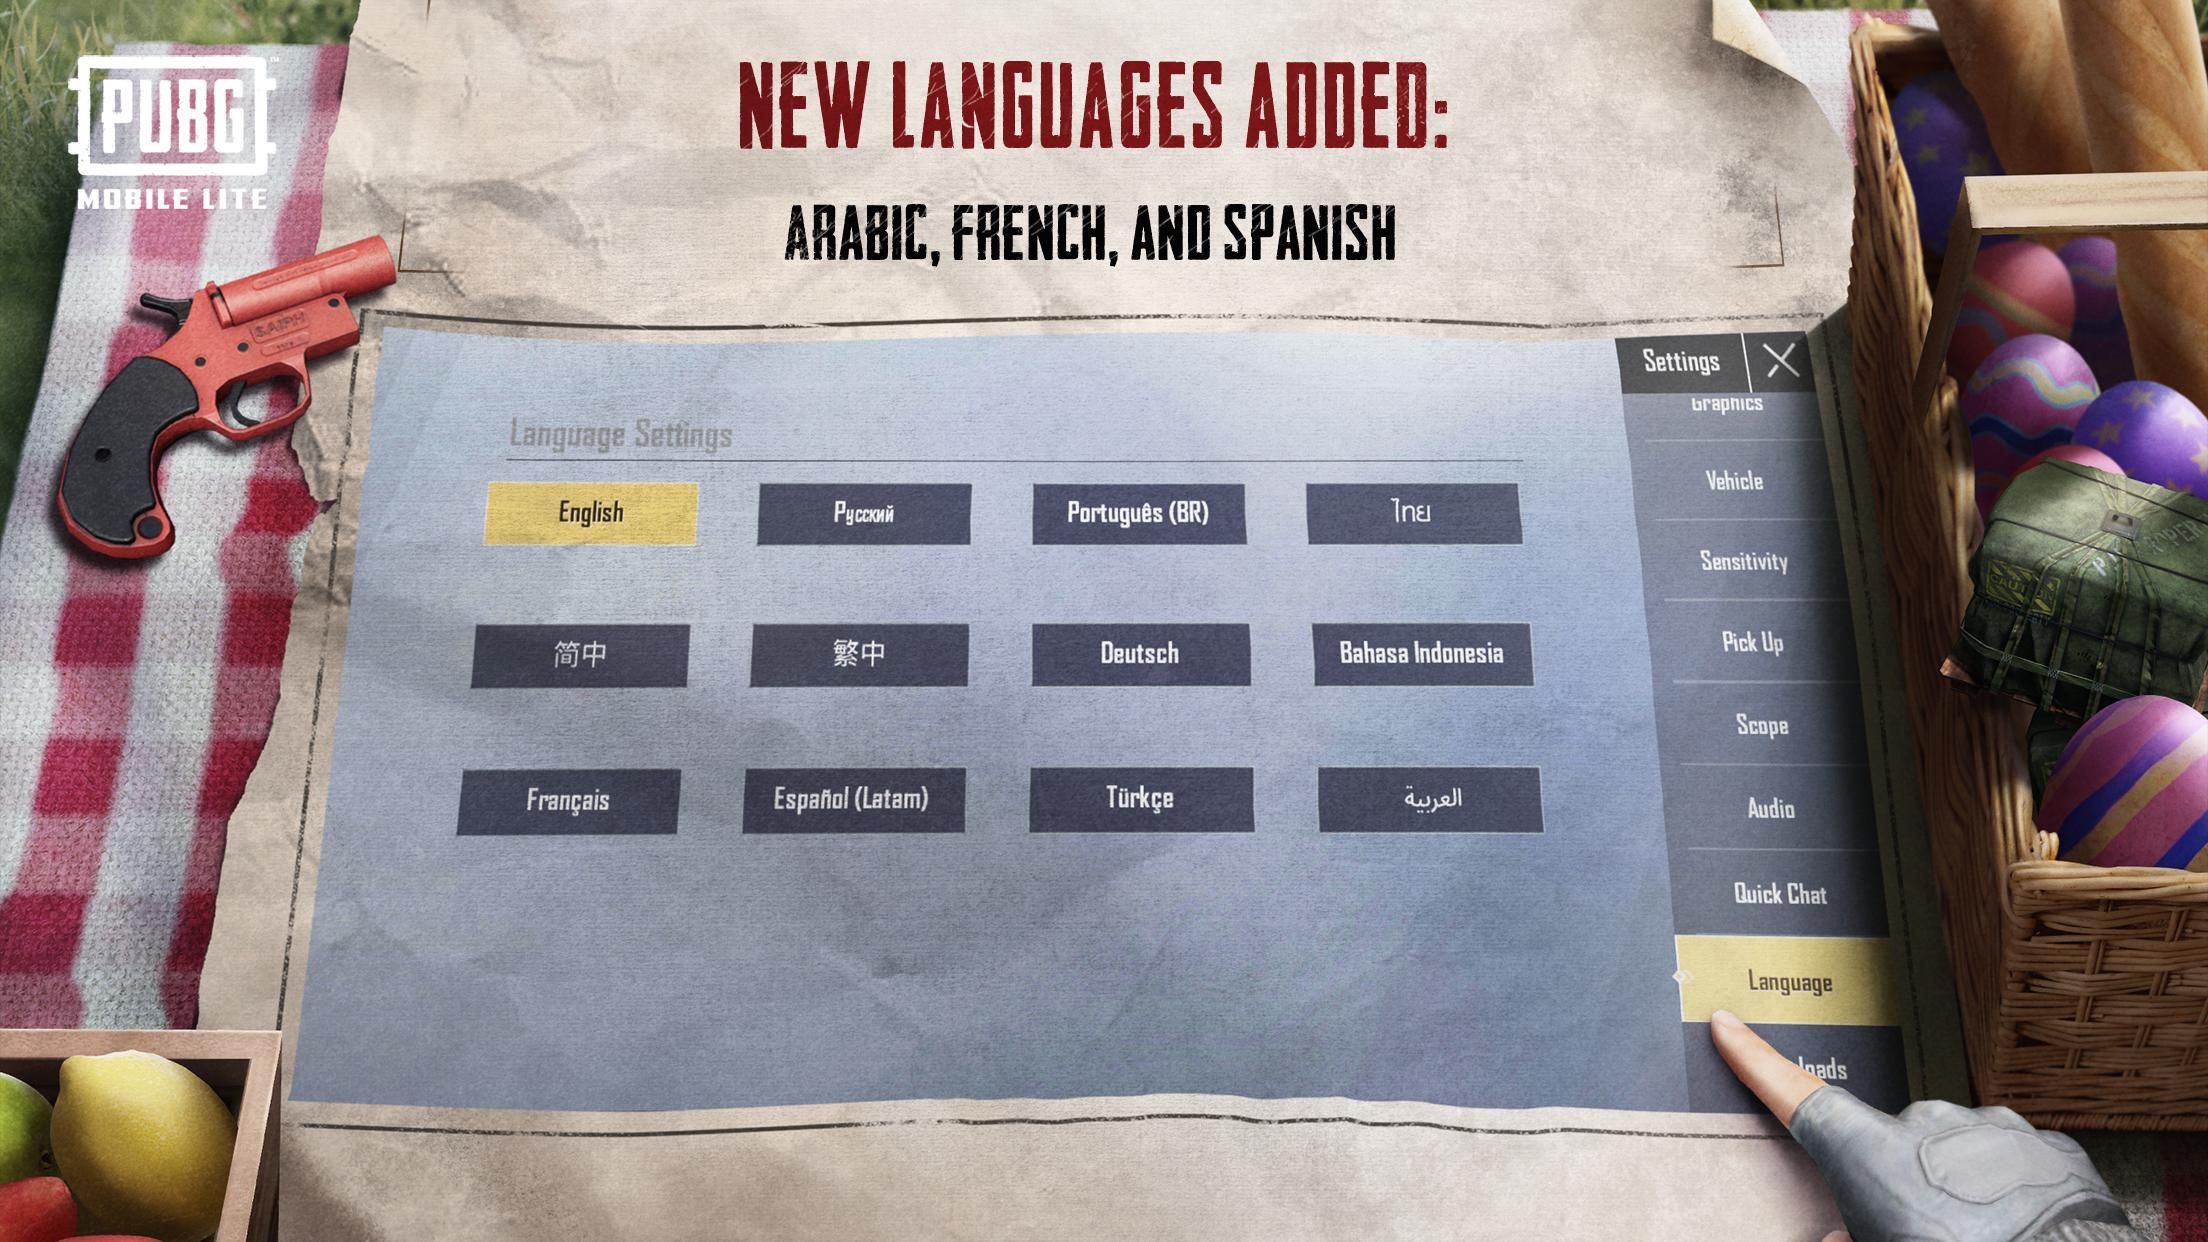 PUBG
MOBILE LITE
NEW LANGUAGES ADDED:
ARABIC, FRENCH, AND SPANISH
Settings
Graphics
Language Settings
Vehicle
English
Русский
Português (BR)
ไทย
Sensitivity
Pick Up
简中
繁中
Deutsch
Bahasa Indonesia
Scope
Français
Español (Latam)
Türkçe
العربية
Audio
Quick Chat
Language
loads